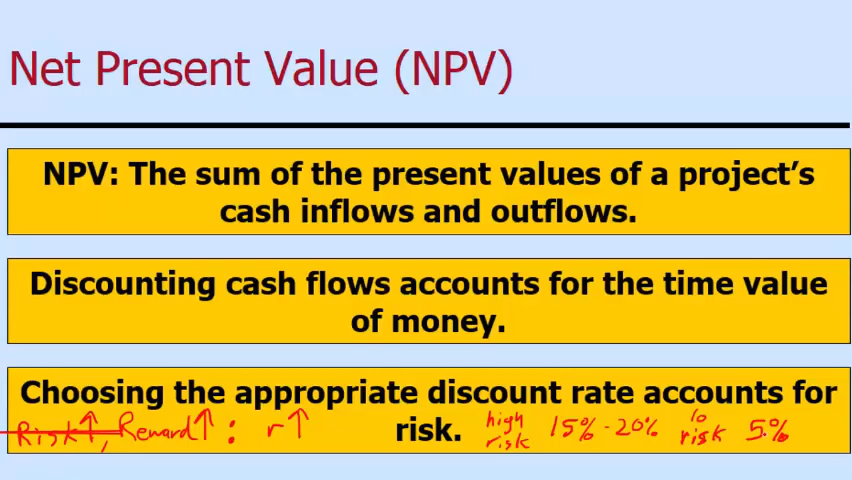 Net Present Value (NPV)
NPV: The sum of the present values of a project's
cash inflows and outflows.
Discounting cash flows accounts for the time value
of money.
Choosing the appropriate discount rate accounts for
risk.
Risk↑, Reward↑ : r↑
high risk 15% - 20%
lo risk 5%